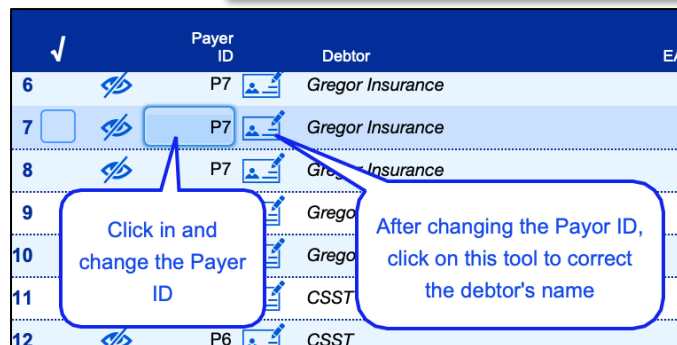 √ Payer
ID Debtor
6 P7 Gregor Insurance
7 P7 Gregor Insurance
8 P7 Gregor Insurance
9 Grego
10 Grego
11 CSST
12 P6 CSST
Click in and
change the Payer
ID
After changing the Payor ID,
click on this tool to correct
the debtor's name